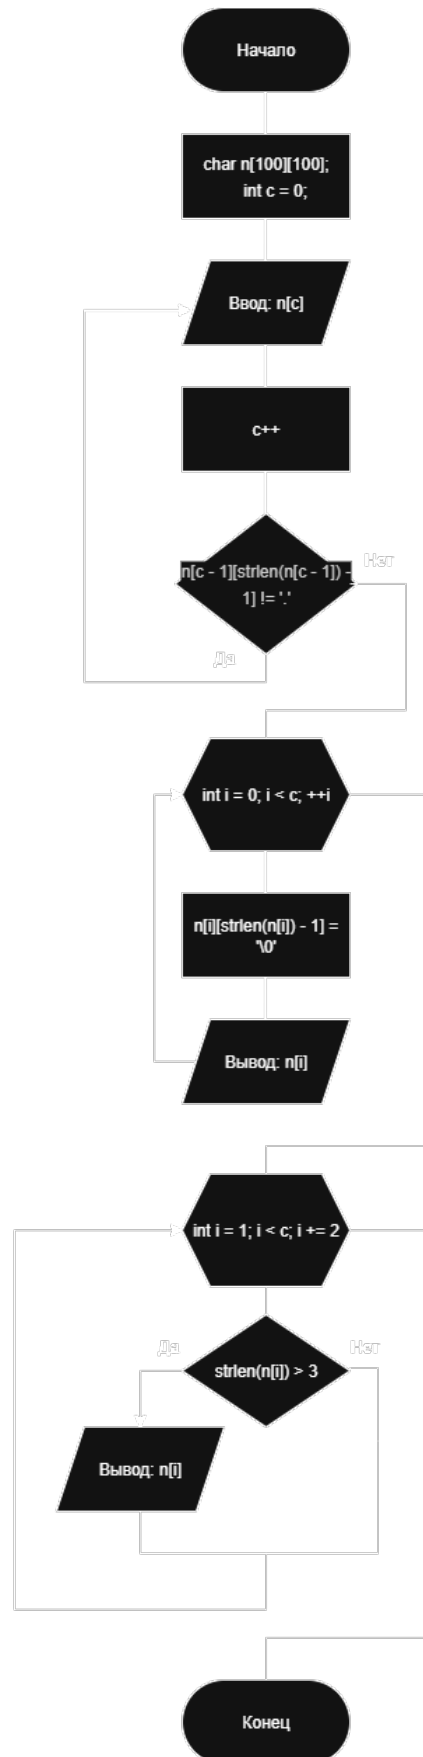 Начало
char n[100][100];
int c = 0;
Ввод: n[c]
c++
n[c - 1][strlen(n[c - 1]) -
1] != '.'
Нет
Да
int i = 0; i < c; ++i
n[i][strlen(n[i]) - 1] =
'\0'
Вывод: n[i]
int i = 1; i < c; i += 2
Да
Нет
strlen(n[i]) > 3
Вывод: n[i]
Конец